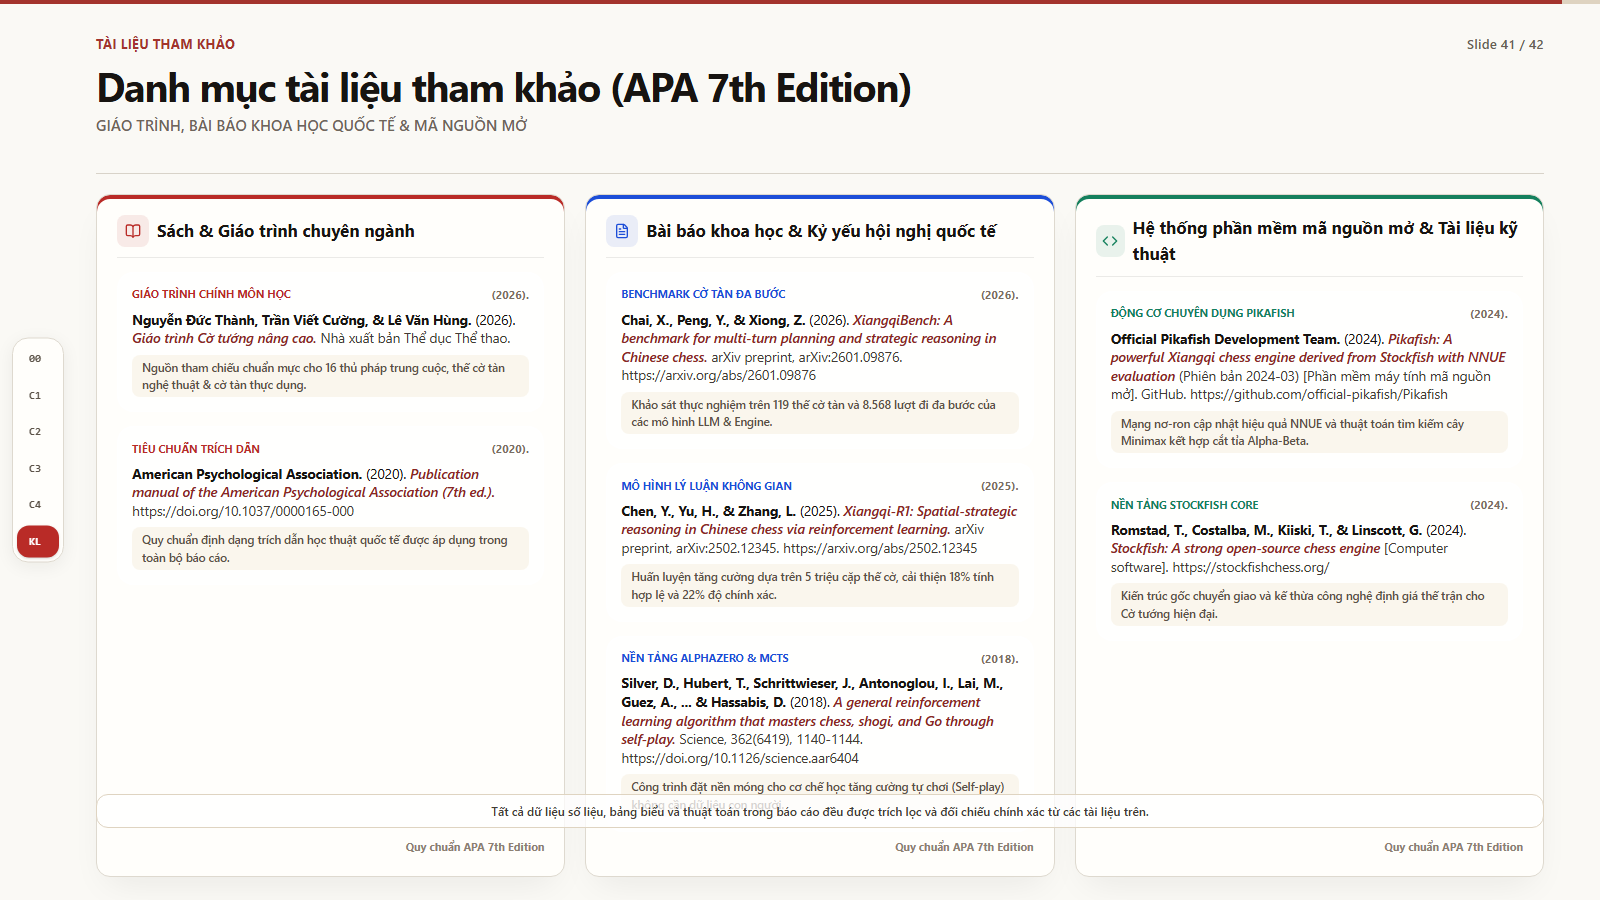 TÀI LIỆU THAM KHẢO
Slide 41 / 42
Danh mục tài liệu tham khảo (APA 7th Edition)
GIÁO TRÌNH, BÀI BÁO KHOA HỌC QUỐC TẾ & MÃ NGUỒN MỞ
00
C1
C2
C3
C4
KL
Sách & Giáo trình chuyên ngành
GIÁO TRÌNH CHÍNH MÔN HỌC
(2026).
Nguyễn Đức Thành, Trần Viết Cường, & Lê Văn Hùng. (2026).
Giáo trình Cờ tướng nâng cao. Nhà xuất bản Thể dục Thể thao.
Nguồn tham chiếu chuẩn mực cho 16 thủ pháp trung cuộc, thế cờ tàn
nghệ thuật & cờ tàn thực dụng.
TIÊU CHUẨN TRÍCH DẪN
(2020).
American Psychological Association. (2020). Publication
manual of the American Psychological Association (7th ed.).
https://doi.org/10.1037/0000165-000
Quy chuẩn định dạng trích dẫn học thuật quốc tế được áp dụng trong
toàn bộ báo cáo.
Quy chuẩn APA 7th Edition
Bài báo khoa học & Kỷ yếu hội nghị quốc tế
BENCHMARK CỜ TÀN ĐA BƯỚC
(2026).
Chai, X., Peng, Y., & Xiong, Z. (2026). XiangqiBench: A
benchmark for multi-turn planning and strategic reasoning in
Chinese chess. arXiv preprint, arXiv:2601.09876.
https://arxiv.org/abs/2601.09876
Khảo sát thực nghiệm trên 119 thế cờ tàn và 8.568 lượt đi đa bước của
các mô hình LLM & Engine.
MÔ HÌNH LÝ LUẬN KHÔNG GIAN
(2025).
Chen, Y., Yu, H., & Zhang, L. (2025). Xiangqi-R1: Spatial-strategic
reasoning in Chinese chess via reinforcement learning. arXiv
preprint, arXiv:2502.12345. https://arxiv.org/abs/2502.12345
Huấn luyện tăng cường dựa trên 5 triệu cặp thế cờ, cải thiện 18% tính
hợp lệ và 22% độ chính xác.
NỀN TẢNG ALPHAZERO & MCTS
(2018).
Silver, D., Hubert, T., Schrittwieser, J., Antonoglou, I., Lai, M.,
Guez, A., ... & Hassabis, D. (2018). A general reinforcement
learning algorithm that masters chess, shogi, and Go through
self-play. Science, 362(6419), 1140-1144.
https://doi.org/10.1126/science.aar6404
Công trình đặt nền móng cho cơ chế học tăng cường tự chơi (Self-play)
không cần dữ liệu con người.
Quy chuẩn APA 7th Edition
Hệ thống phần mềm mã nguồn mở & Tài liệu kỹ
thuật
ĐỘNG CƠ CHUYÊN DỤNG PIKAFISH
(2024).
Official Pikafish Development Team. (2024). Pikafish: A
powerful Xiangqi chess engine derived from Stockfish with NNUE
evaluation (Phiên bản 2024-03) [Phần mềm máy tính mã nguồn
mở]. GitHub. https://github.com/official-pikafish/Pikafish
Mạng nơ-ron cập nhật hiệu quả NNUE và thuật toán tìm kiếm cây
Minimax kết hợp cắt tỉa Alpha-Beta.
NỀN TẢNG STOCKFISH CORE
(2024).
Romstad, T., Costalba, M., Kiiski, T., & Linscott, G. (2024).
Stockfish: A strong open-source chess engine [Computer
software]. https://stockfishchess.org/
Kiến trúc gốc chuyển giao và kế thừa công nghệ định giá thế trận cho
Cờ tướng hiện đại.
Quy chuẩn APA 7th Edition
Tất cả dữ liệu số liệu, bảng biểu và thuật toán trong báo cáo đều được trích lọc và đối chiếu chính xác từ các tài liệu trên.